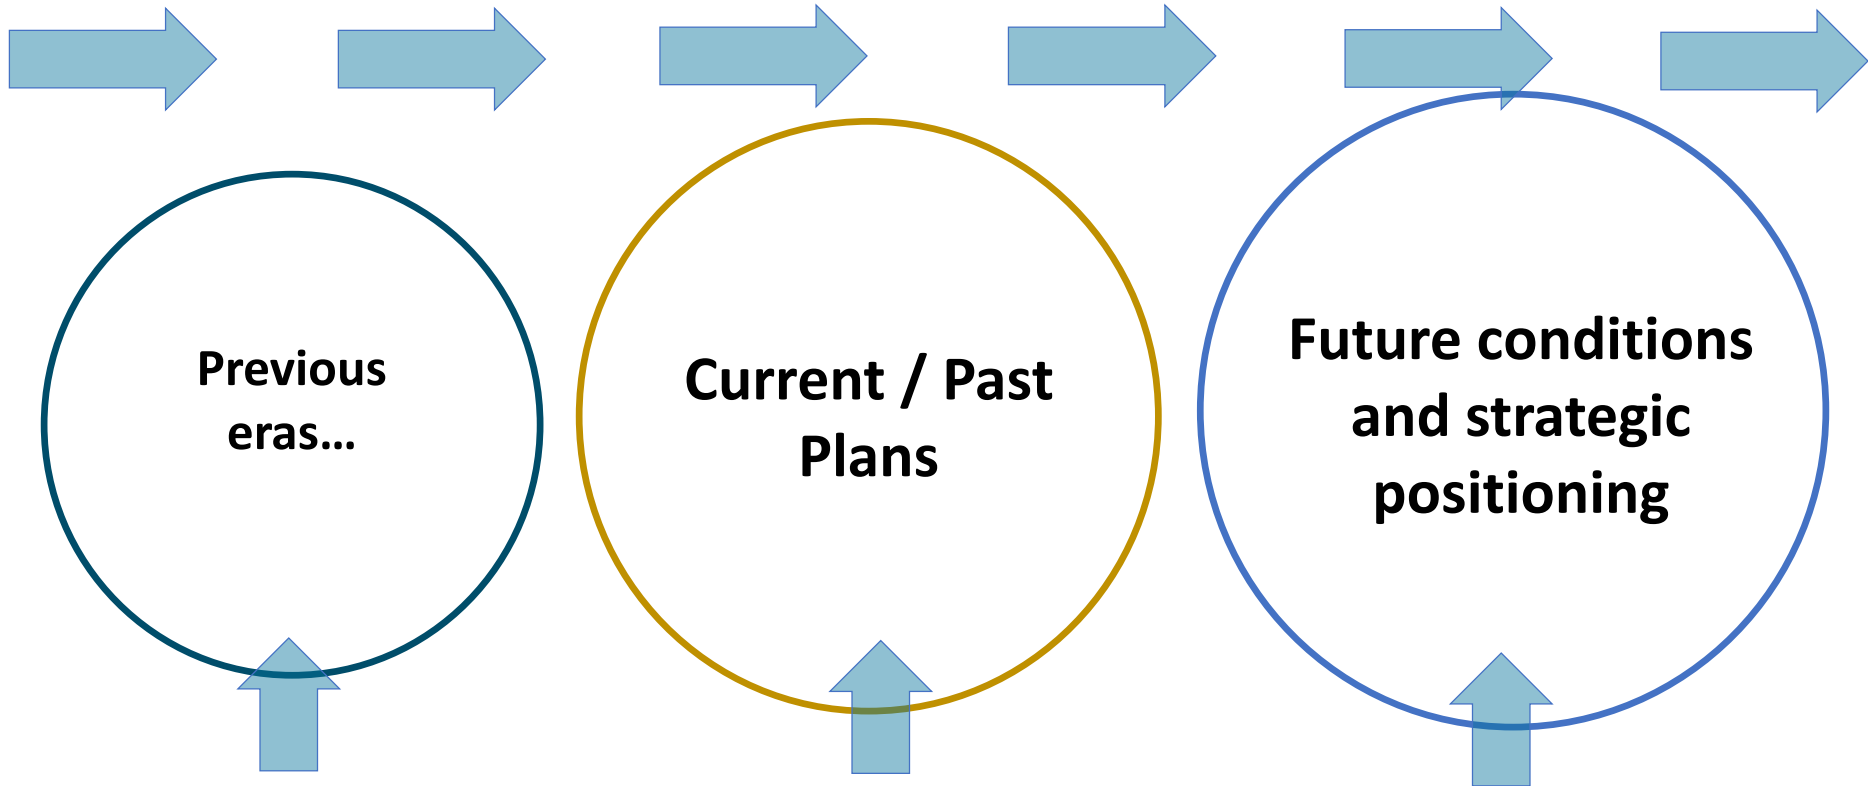 Previous
eras...
Current / Past
Plans
Future conditions
and strategic
positioning